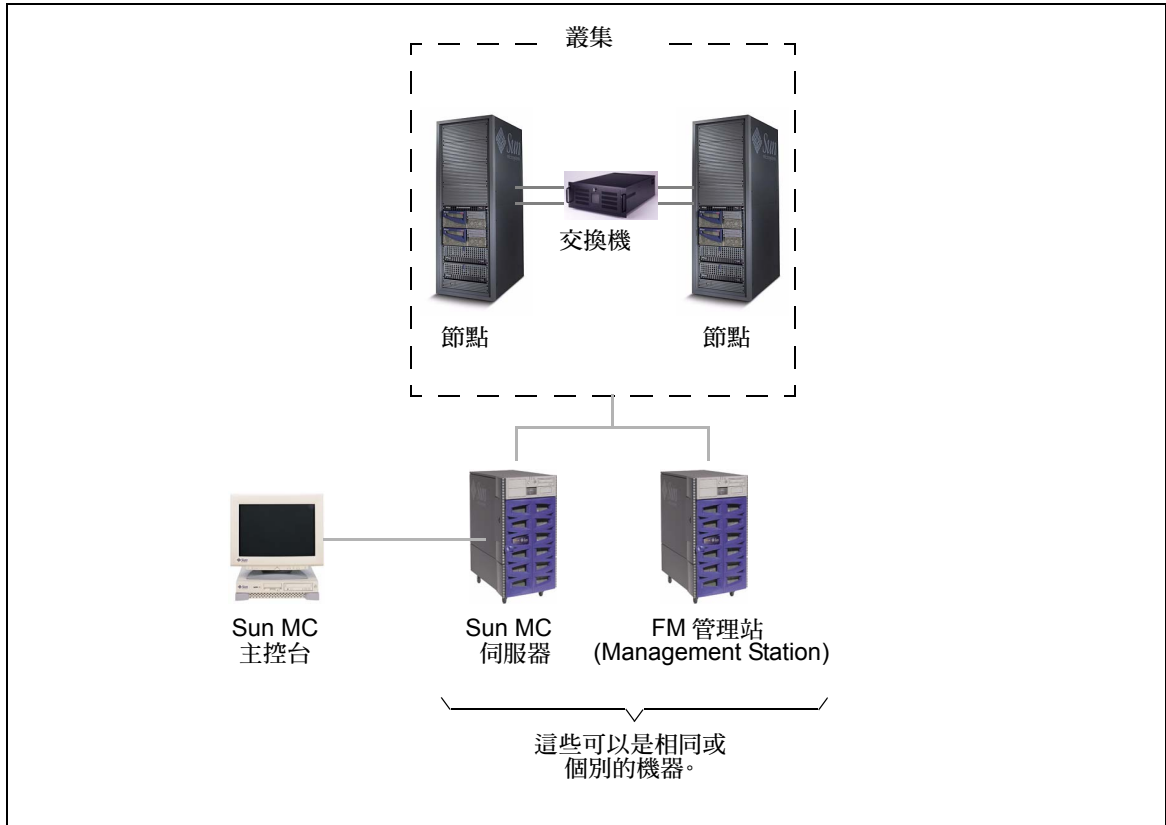 叢集
Sun
Sun
交換機
節點
節點
Sun MC
主控台
Sun MC
伺服器
FM 管理站
(Management Station)
這些可以是相同或
個別的機器。